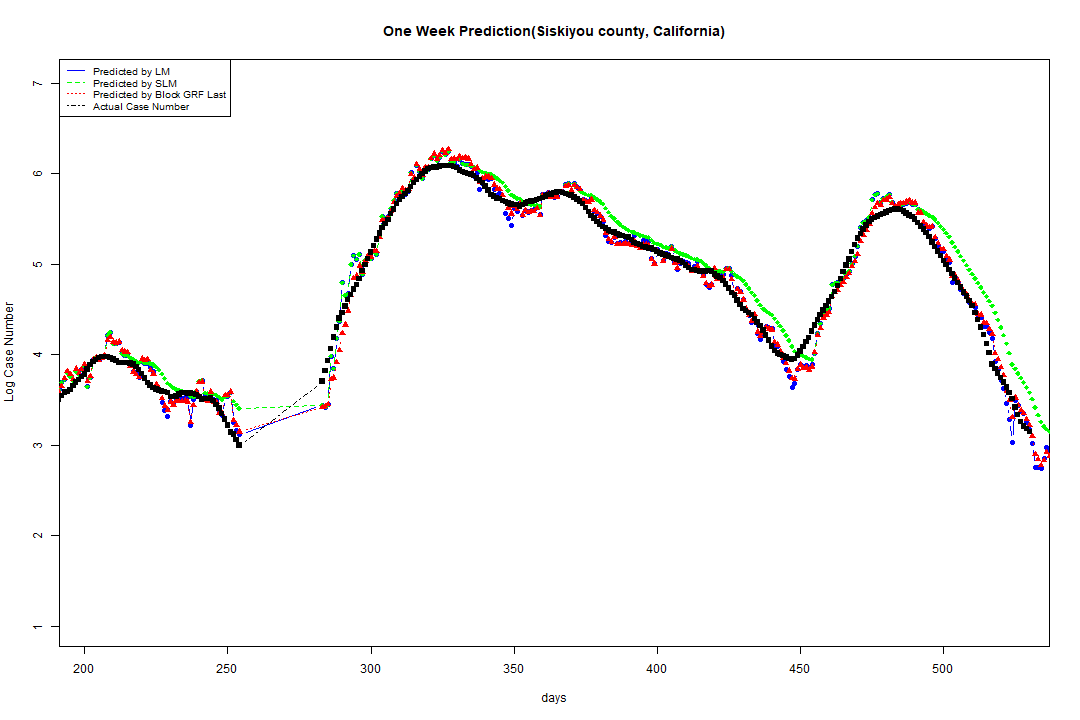 One Week Prediction(Siskiyou county, California)
Predicted by LM
Predicted by SLM
Predicted by Block GRF Last
Actual Case Number
Log Case Number
7
6
5
4
3
2
1
200 250 300 350 400 450 500
days